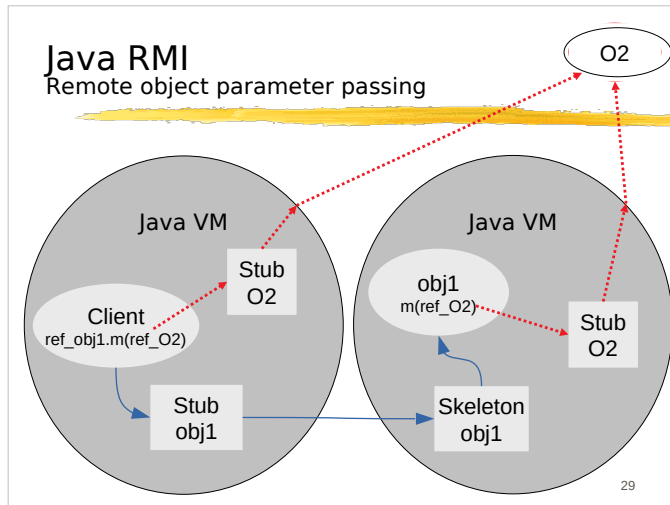 Java RMI
Remote object parameter passing
O2
Java VM
Stub
O2
Client
ref_obj1.m(ref_O2)
Stub
obj1
Java VM
obj1
m(ref_O2)
Stub
O2
Skeleton
obj1
29